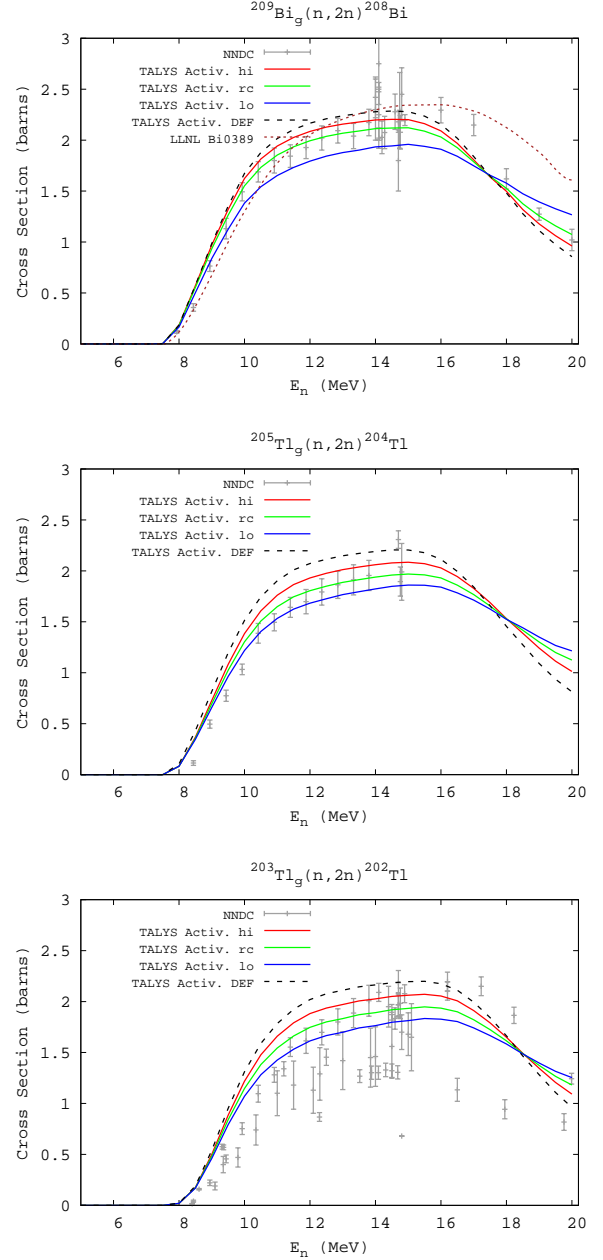 ²⁰⁹Bi_g(n,2n)²⁰⁸Bi
3
2.5
2
1.5
1
0.5
0
Cross Section (barns)
NNDC
TALYS Activ. hi
TALYS Activ. rc
TALYS Activ. lo
TALYS Activ. DEF
LLNL Bi0389
6 8 10 12 14 16 18 20
E_n (MeV)
²⁰⁵Tl_g(n,2n)²⁰⁴Tl
3
2.5
2
1.5
1
0.5
0
Cross Section (barns)
NNDC
TALYS Activ. hi
TALYS Activ. rc
TALYS Activ. lo
TALYS Activ. DEF
6 8 10 12 14 16 18 20
E_n (MeV)
²⁰³Tl_g(n,2n)²⁰²Tl
3
2.5
2
1.5
1
0.5
0
Cross Section (barns)
NNDC
TALYS Activ. hi
TALYS Activ. rc
TALYS Activ. lo
TALYS Activ. DEF
6 8 10 12 14 16 18 20
E_n (MeV)